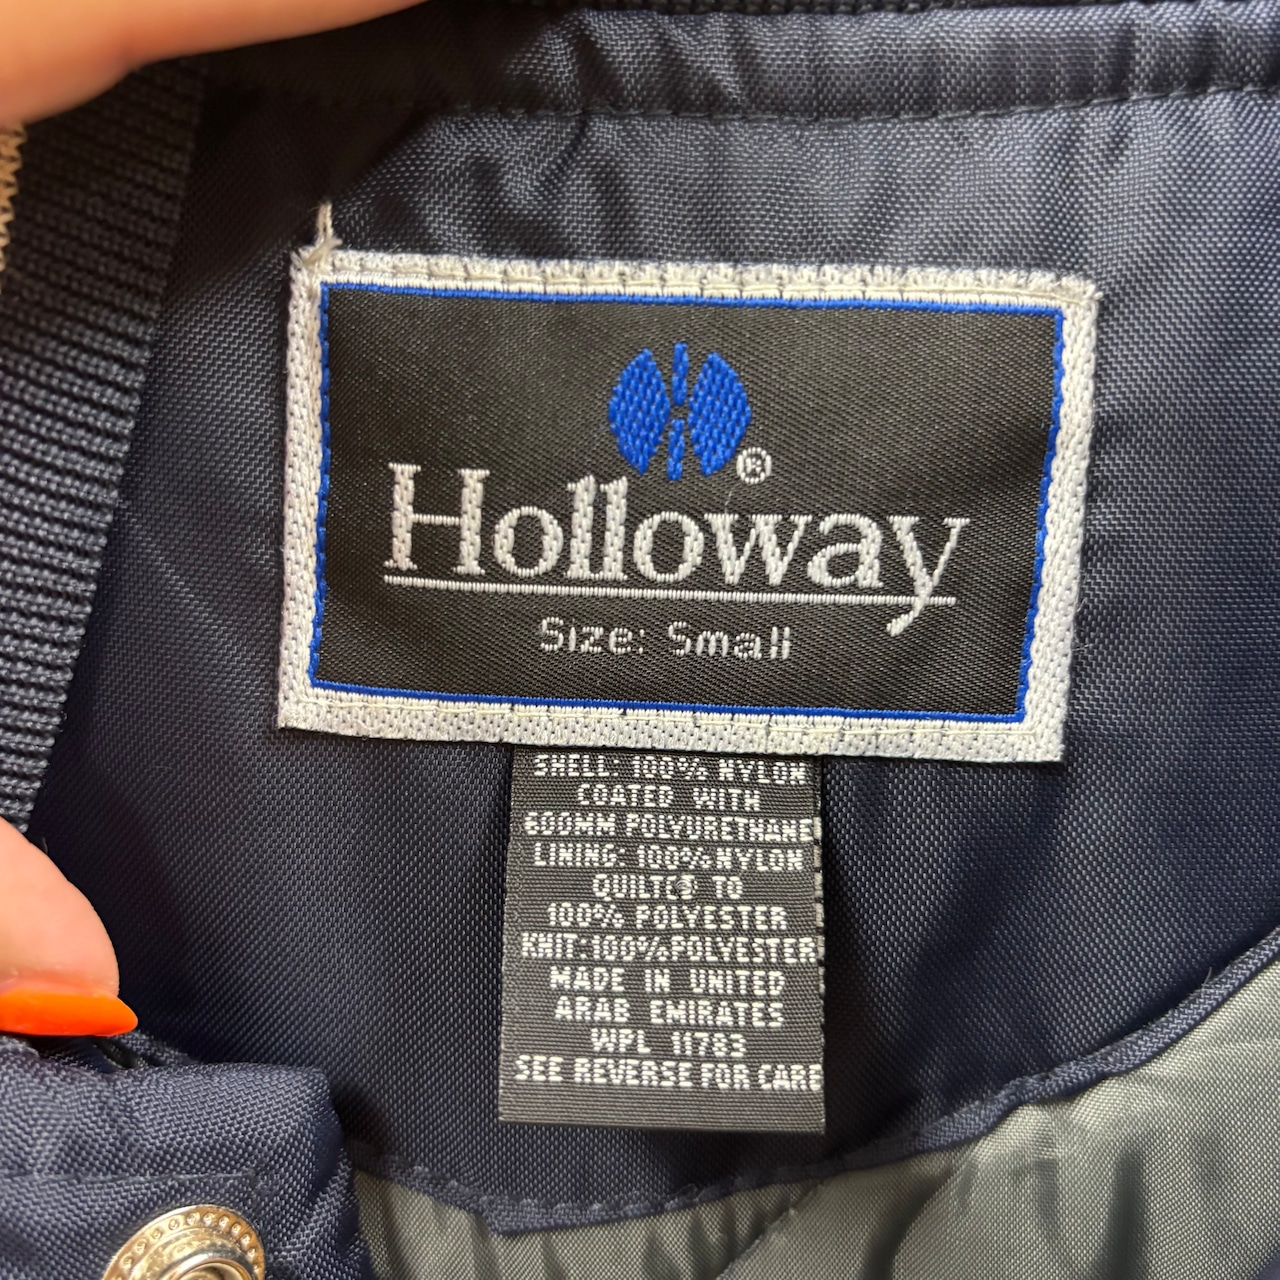 ®
Holloway
Size: Small
SHELL: 100% NYLON
COATED WITH
600MM POLYURETHANE
LINING: 100% NYLON
QUILTED TO
100% POLYESTER
KNIT: 100% POLYESTER
MADE IN UNITED
ARAB EMIRATES
WPL 11783
SEE REVERSE FOR CARE